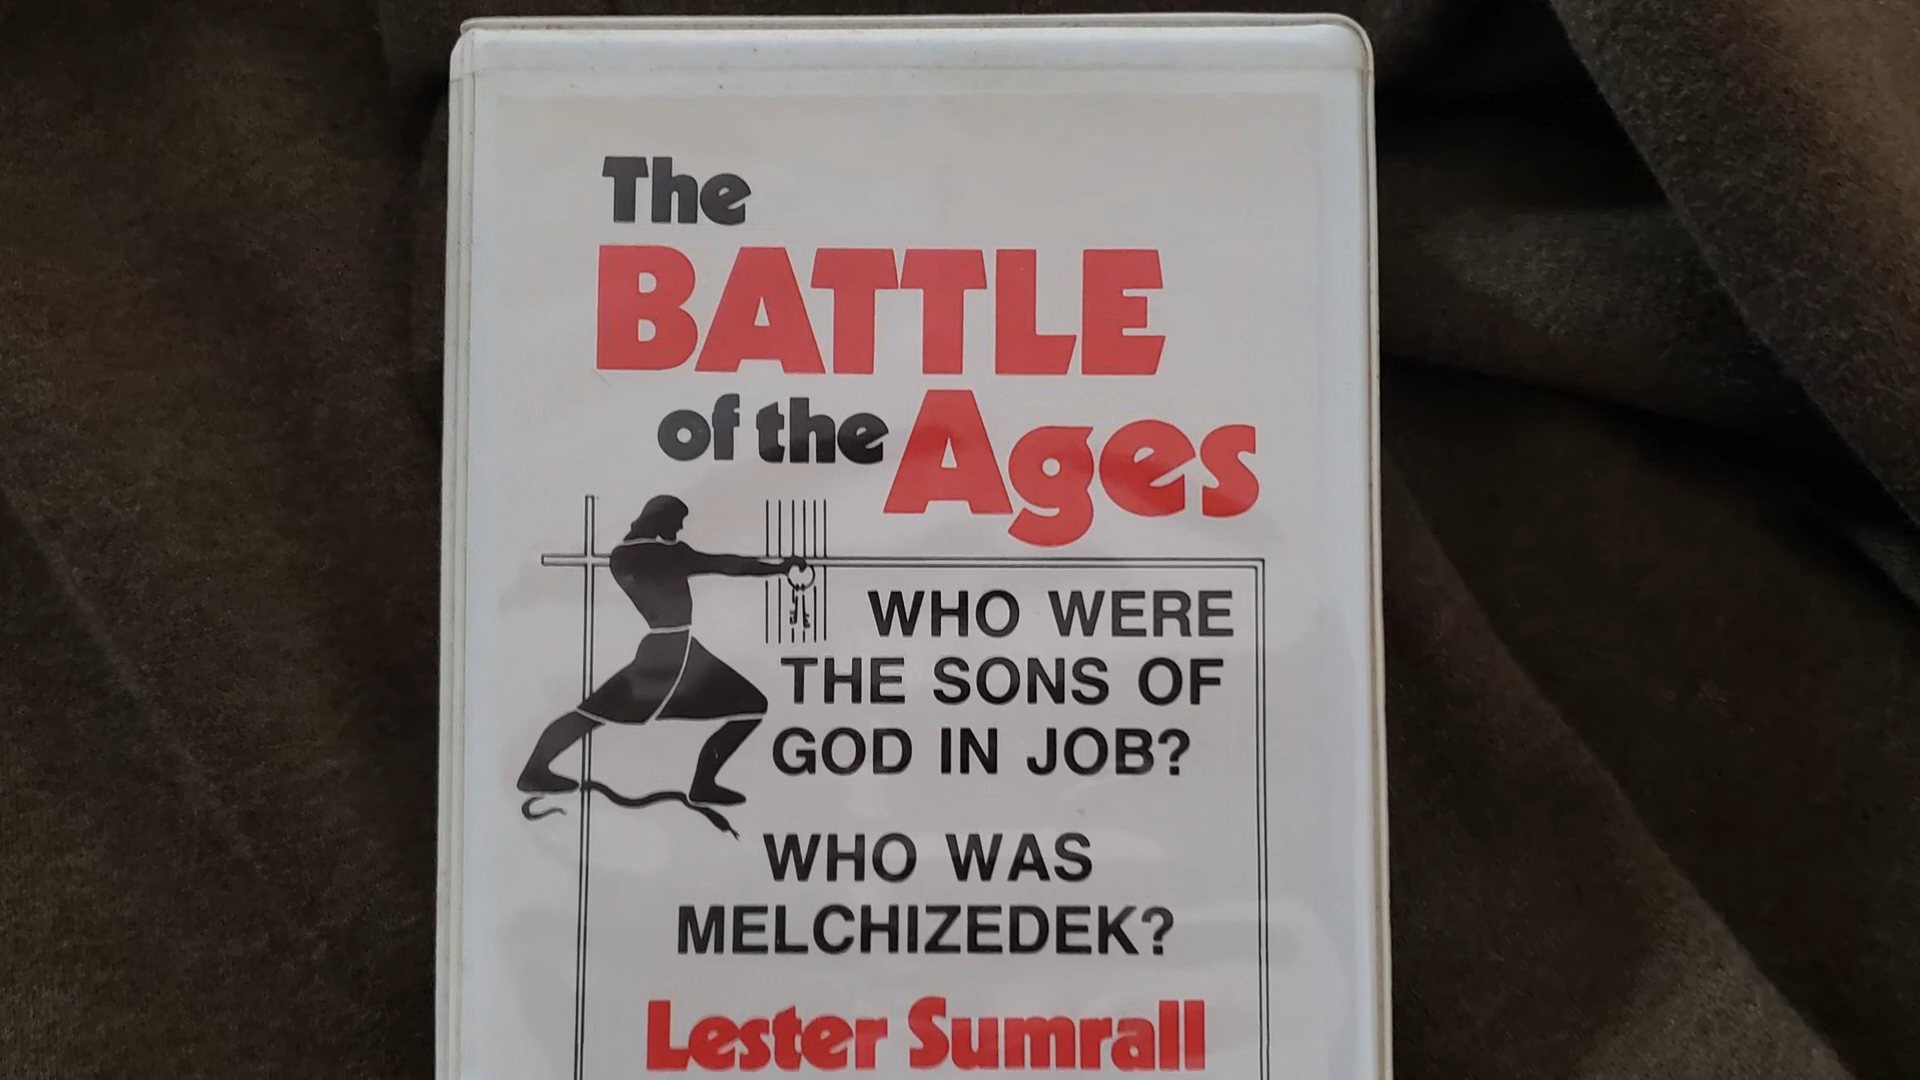 The
BATTLE
of the Ages
WHO WERE
THE SONS OF
GOD IN JOB?
WHO WAS
MELCHIZEDEK?
Lester Sumrall